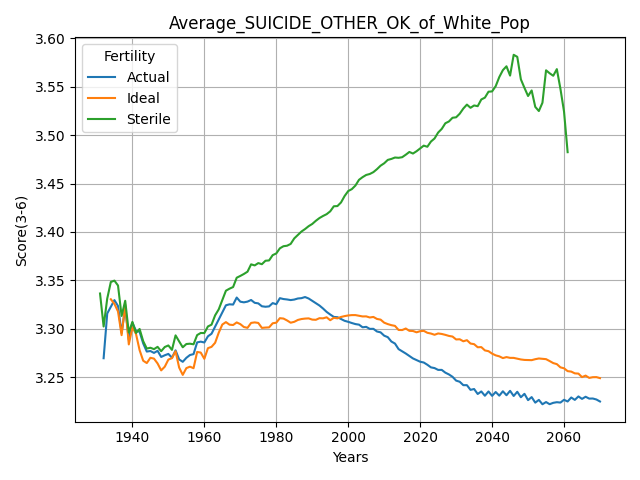 Average_SUICIDE_OTHER_OK_of_White_Pop
Fertility
Actual
Ideal
Sterile
Score(3-6)
3.60
3.55
3.50
3.45
3.40
3.35
3.30
3.25
1940 1960 1980 2000 2020 2040 2060
Years